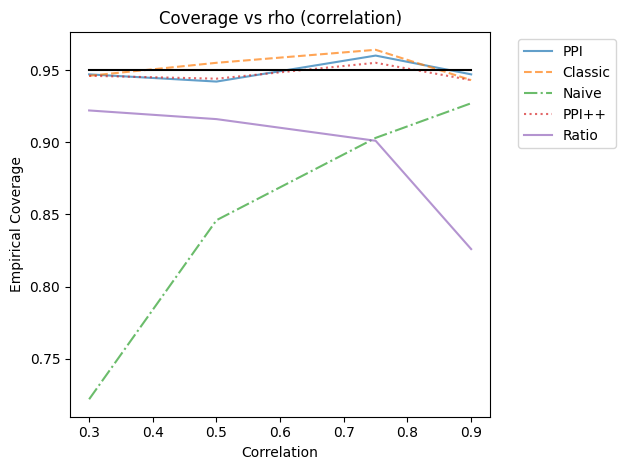 Coverage vs rho (correlation)
Empirical Coverage
0.95
0.90
0.85
0.80
0.75
0.3
0.4
0.5
0.6
0.7
0.8
0.9
Correlation
PPI
Classic
Naive
PPI++
Ratio